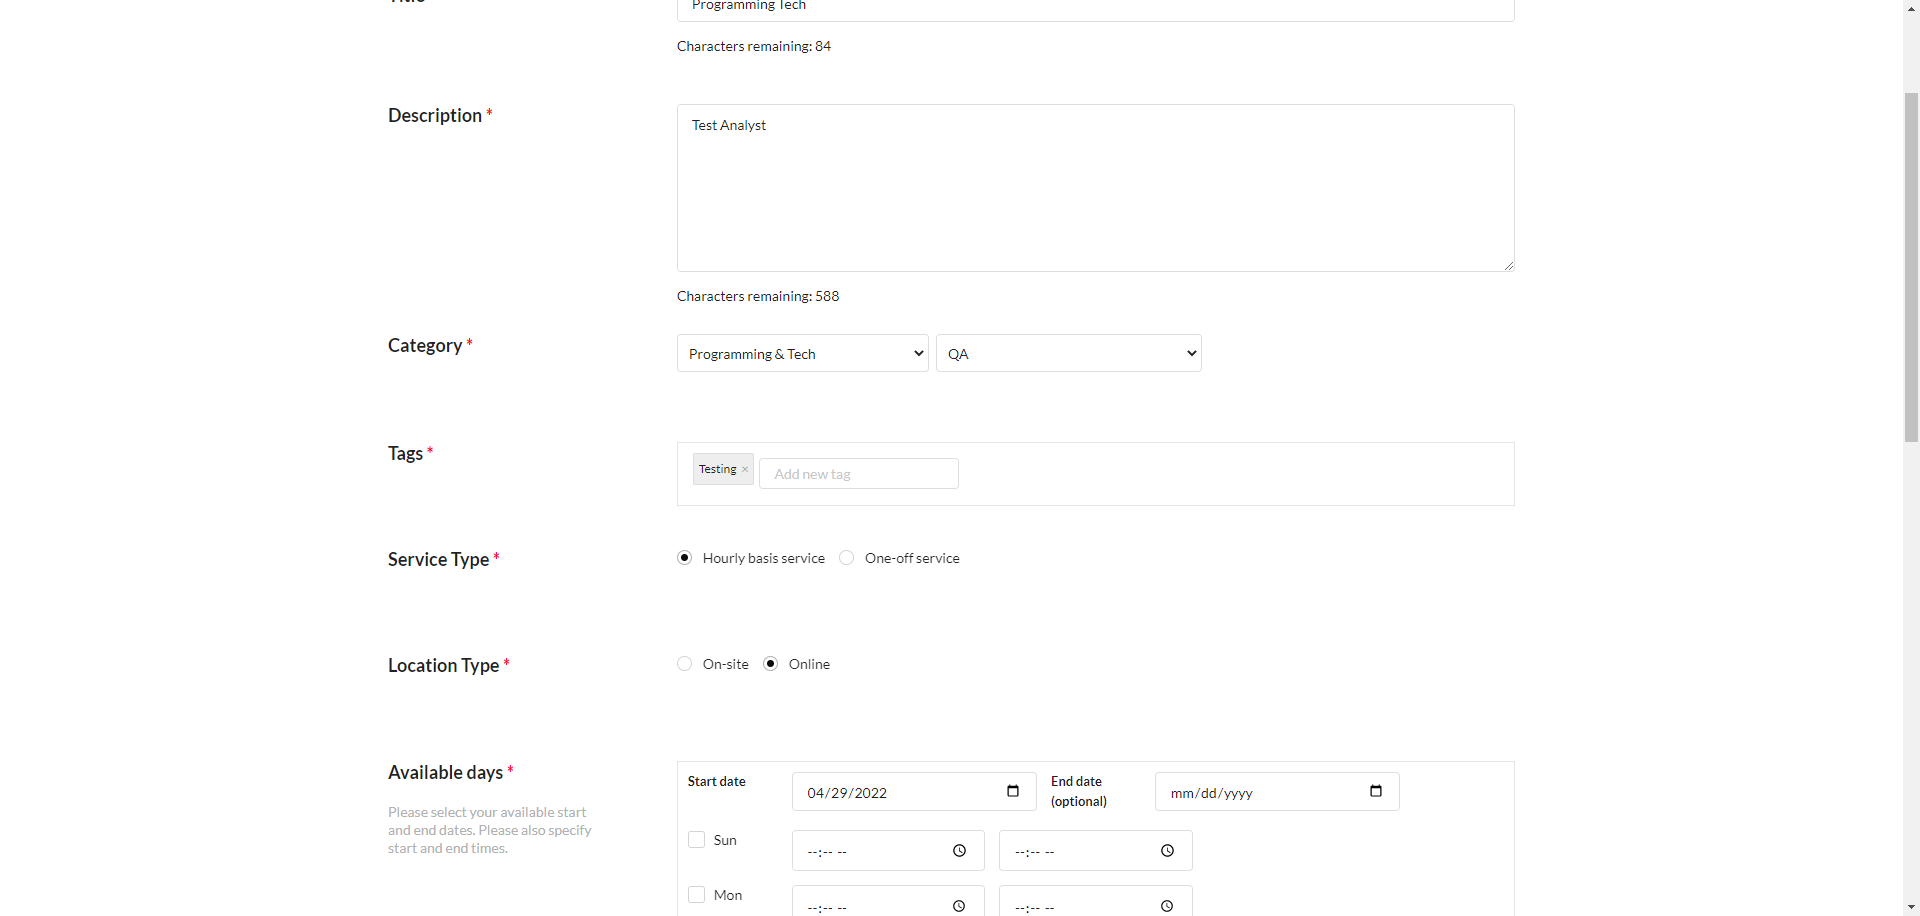 Programming Tech
Characters remaining: 84
Description *
Test Analyst
Characters remaining: 588
Category *
Programming & Tech
QA
Tags *
Testing ×
Add new tag
Service Type *
Hourly basis service
One-off service
Location Type *
On-site
Online
Available days *
Please select your available start
and end dates. Please also specify
start and end times.
Start date
04/29/2022
End date
(optional)
mm/dd/yyyy
Sun
--:-- --
--:-- --
Mon
--:-- --
--:-- --